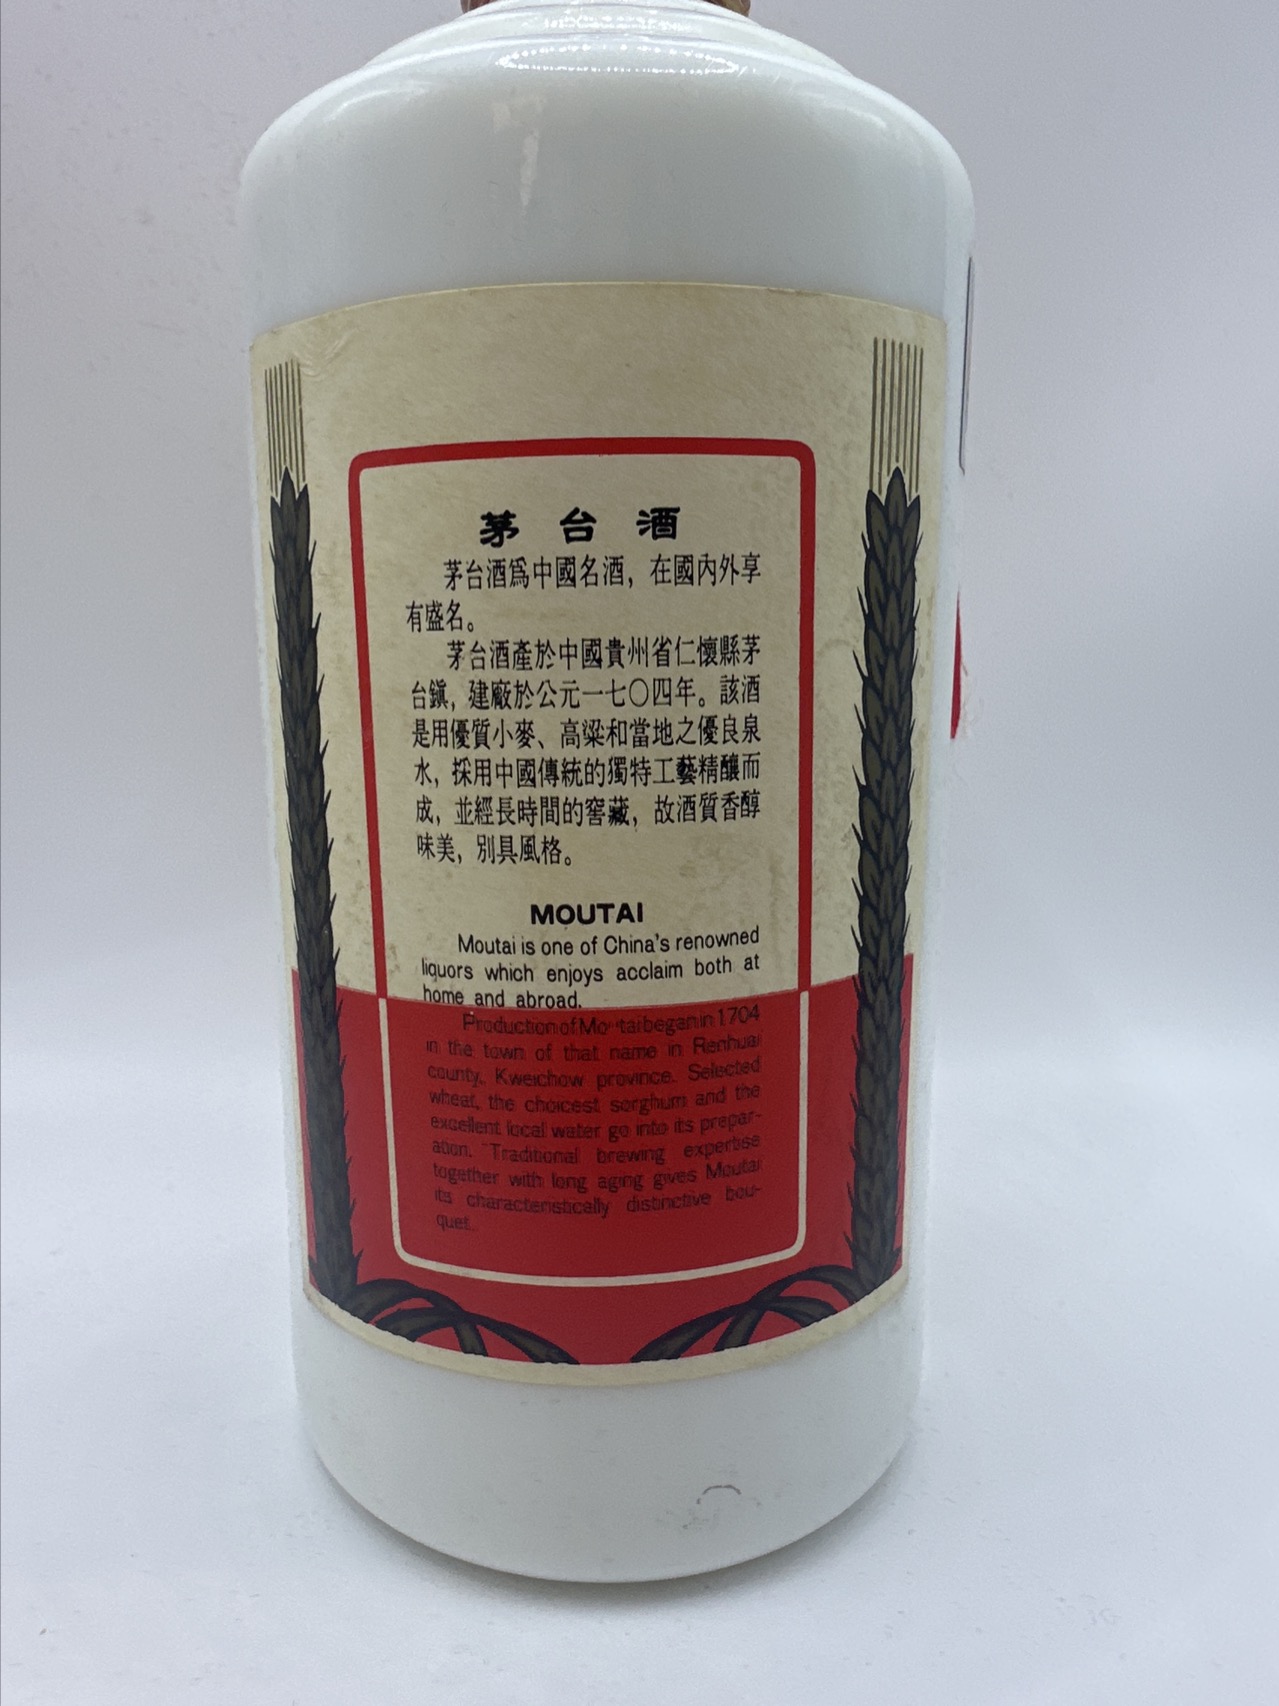 茅台酒
茅台酒爲中國名酒，在國內外享
有盛名。
茅台酒產於中國貴州省仁懷縣茅
台鎮，建廠於公元一七〇四年。該酒
是用優質小麥、高粱和當地之優良泉
水，採用中國傳統的獨特工藝精釀而
成，並經長時間的窖藏，故酒質香醇
味美，別具風格。
MOUTAI
Moutai is one of China's renowned
liquors which enjoys acclaim both at
home and abroad.
Production of Moutai began in 1704
in the town of that name in Renhuai
county, Kweichow province. Selected
wheat, the choicest sorghum and the
excellent local water go into its prepar-
ation. Traditional brewing expertise
together with long aging gives Moutai
its characteristically distinctive bou-
quet.